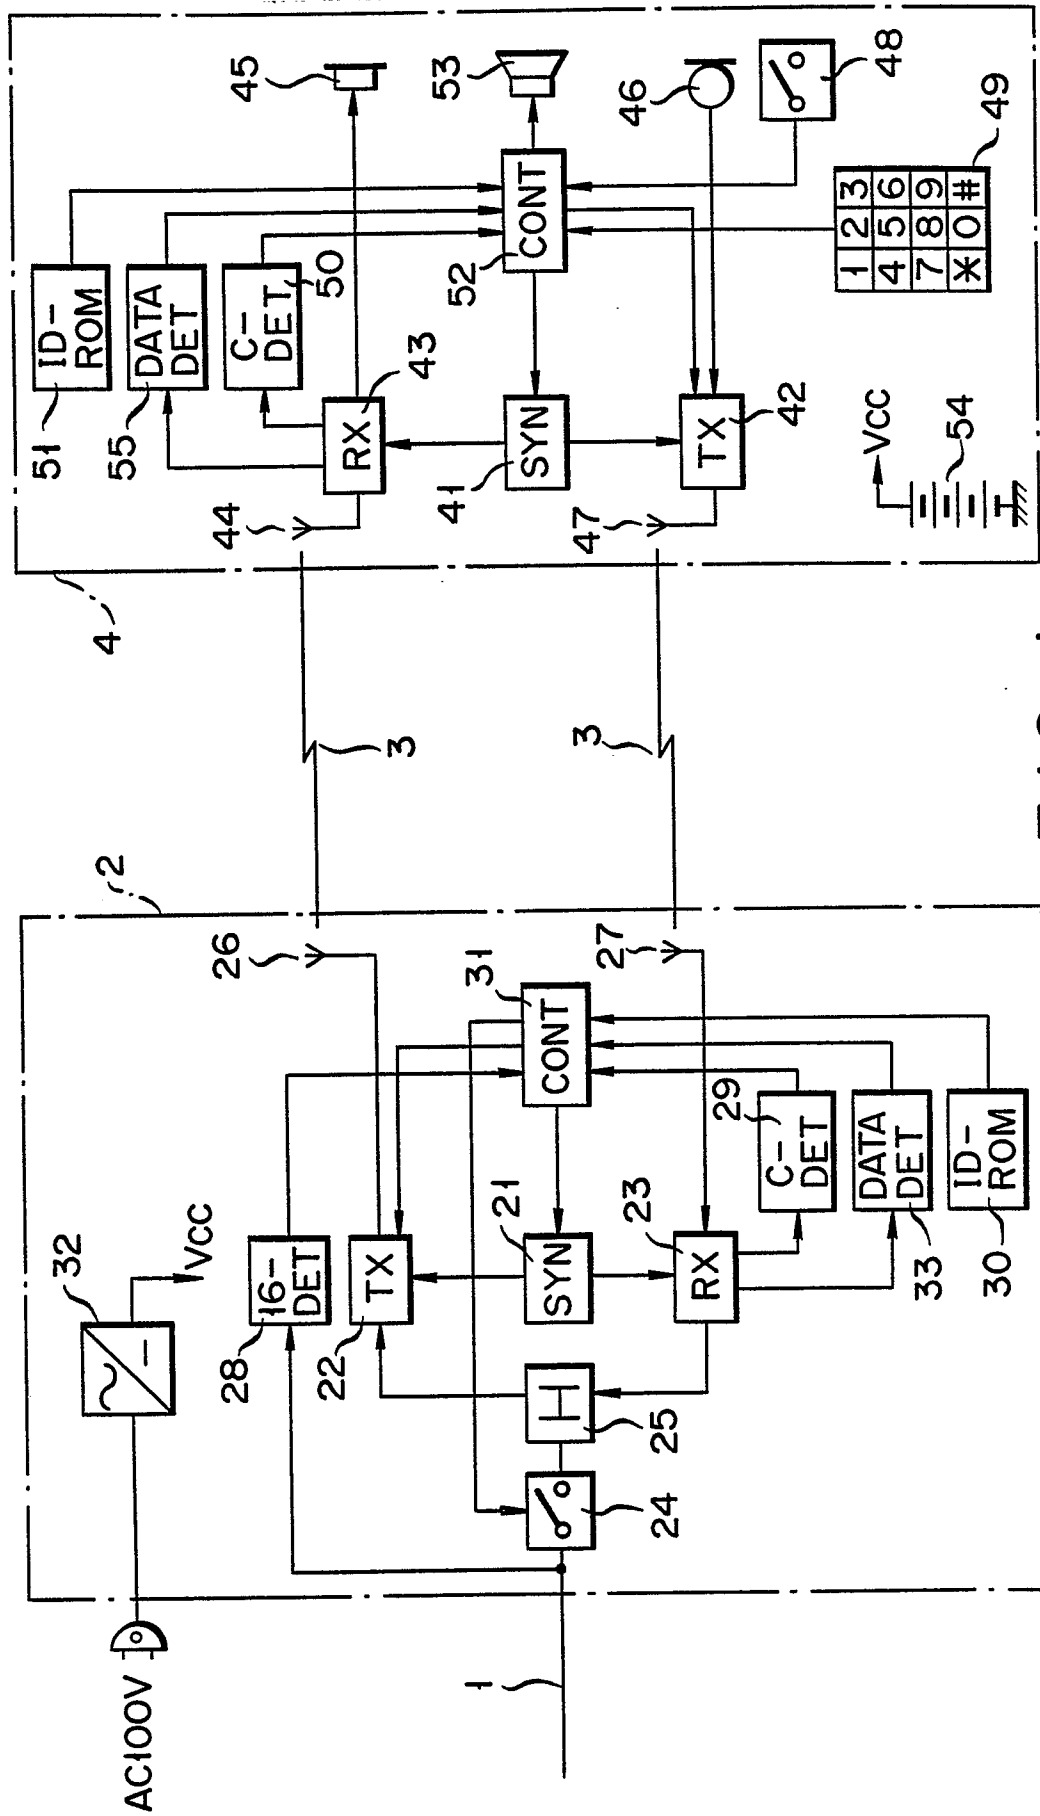 AC100V
32
VCC
28
16-
DET
22
TX
26
2
3
1
24
25
H
21
SYN
31
CONT
23
RX
27
3
29
C-
DET
33
DATA
DET
30
ID-
ROM
4
51
ID-
ROM
55
DATA
DET
C-
DET
50
44
RX
43
45
41
SYN
52
CONT
53
47
TX
42
46
48
VCC
54
1 2 3
4 5 6
7 8 9
* 0 #
49